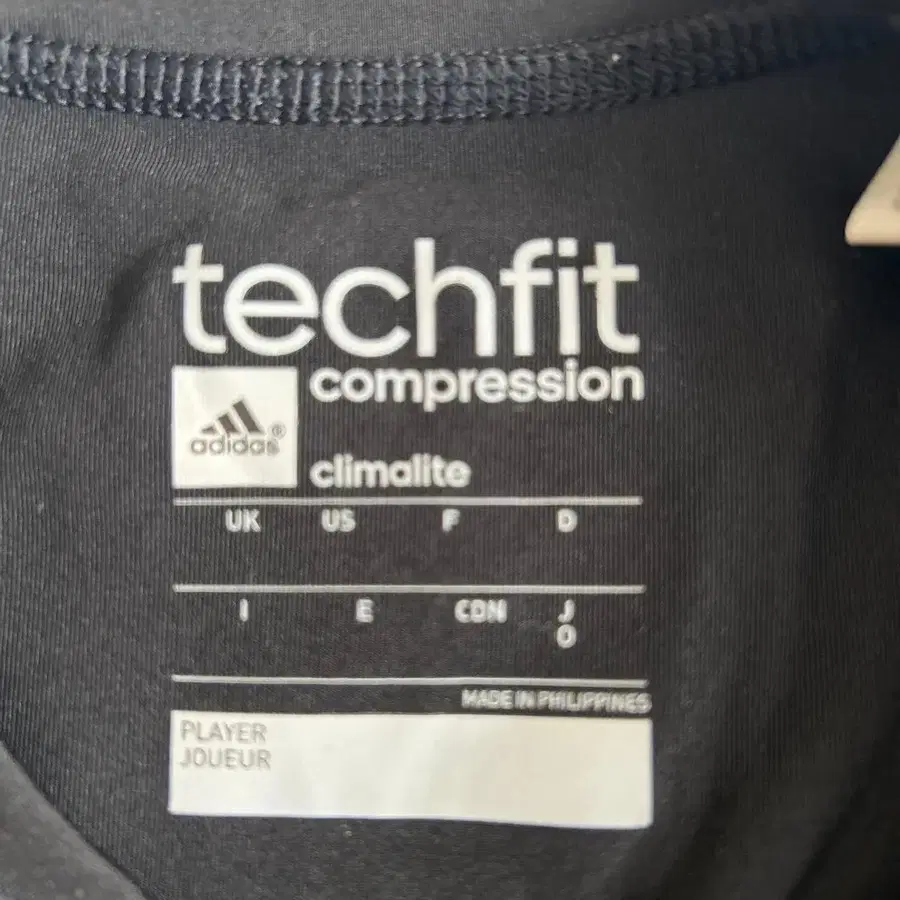 techfit
compression
adidas®
climalite
UK US F D
I E CDN J
O
MADE IN PHILIPPINES
PLAYER
JOUEUR